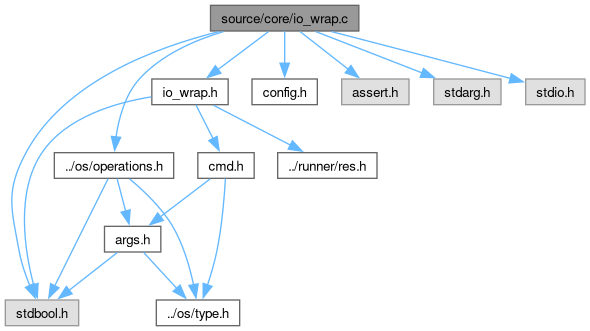 source/core/io_wrap.c
io_wrap.h
config.h
assert.h
stdarg.h
stdio.h
../os/operations.h
cmd.h
../runner/res.h
args.h
stdbool.h
../os/type.h